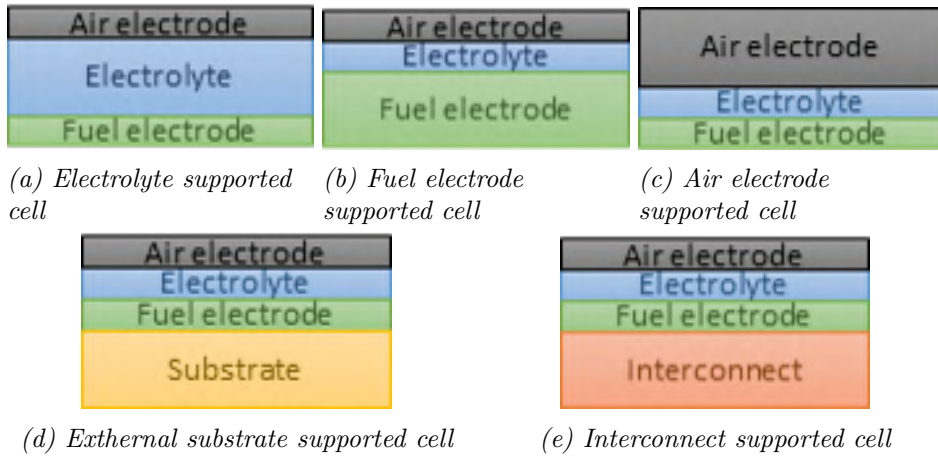 Air electrode
Electrolyte
Fuel electrode
(a) Electrolyte supported
cell
Air electrode
Electrolyte
Fuel electrode
(b) Fuel electrode
supported cell
Air electrode
Electrolyte
Fuel electrode
(c) Air electrode
supported cell
Air electrode
Electrolyte
Fuel electrode
Substrate
(d) Exthernal substrate supported cell
Air electrode
Electrolyte
Fuel electrode
Interconnect
(e) Interconnect supported cell